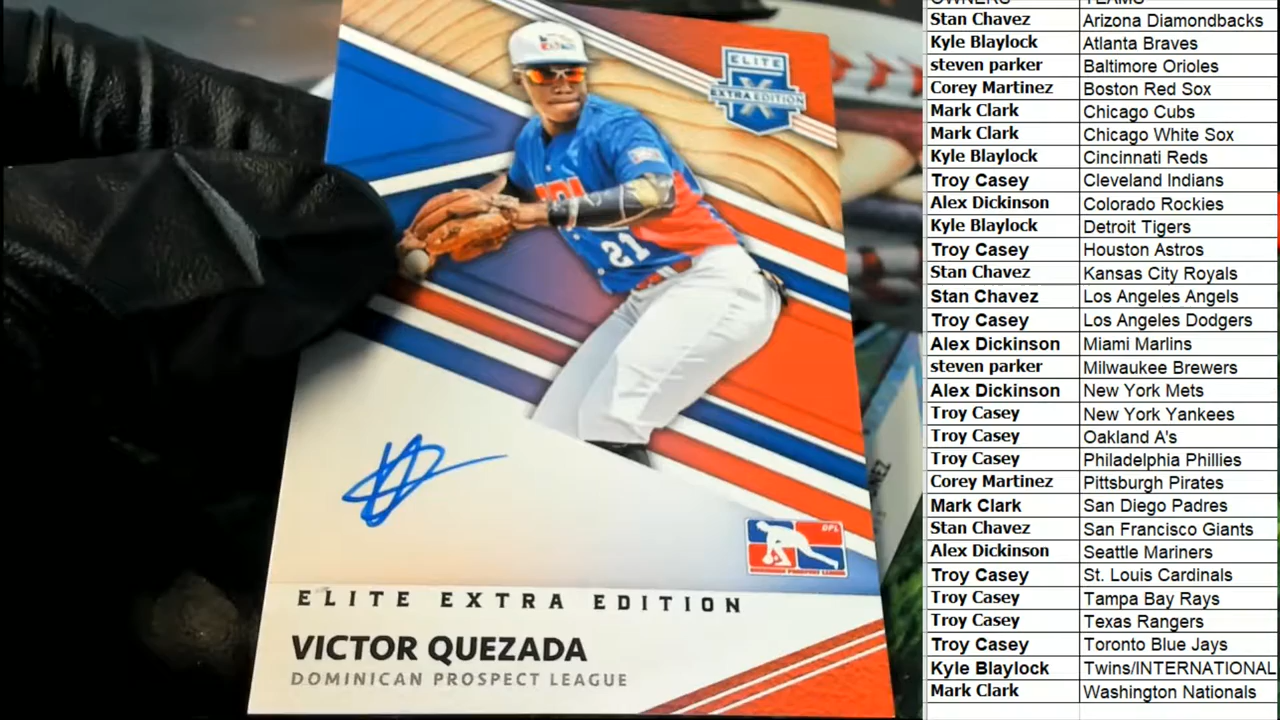 ELITE
EXTRA EDITION
X
21
DPL
ELITE EXTRA EDITION
VICTOR QUEZADA
DOMINICAN PROSPECT LEAGUE
OWNERS TEAMS
Stan Chavez Arizona Diamondbacks
Kyle Blaylock Atlanta Braves
steven parker Baltimore Orioles
Corey Martinez Boston Red Sox
Mark Clark Chicago Cubs
Mark Clark Chicago White Sox
Kyle Blaylock Cincinnati Reds
Troy Casey Cleveland Indians
Alex Dickinson Colorado Rockies
Kyle Blaylock Detroit Tigers
Troy Casey Houston Astros
Stan Chavez Kansas City Royals
Stan Chavez Los Angeles Angels
Troy Casey Los Angeles Dodgers
Alex Dickinson Miami Marlins
steven parker Milwaukee Brewers
Alex Dickinson New York Mets
Troy Casey New York Yankees
Troy Casey Oakland A's
Troy Casey Philadelphia Phillies
Corey Martinez Pittsburgh Pirates
Mark Clark San Diego Padres
Stan Chavez San Francisco Giants
Alex Dickinson Seattle Mariners
Troy Casey St. Louis Cardinals
Troy Casey Tampa Bay Rays
Troy Casey Texas Rangers
Troy Casey Toronto Blue Jays
Kyle Blaylock Twins/INTERNATIONAL
Mark Clark Washington Nationals